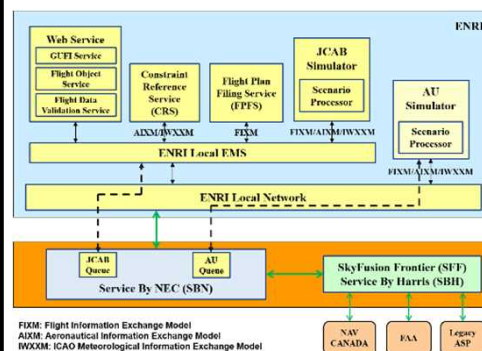 ENRI
Web Service
GUFI Service
Flight Object
Service
Flight Data
Validation Service
Constraint
Reference
Service
(CRS)
Flight Plan
Filing Service
(FPFS)
JCAB
Simulator
Scenario
Processor
AU
Simulator
Scenario
Processor
AIXM/IWXXM
FIXM
FIXM/AIXM/IWXXM
ENRI Local EMS
FIXM/AIXM/IWXXM
ENRI Local Network
JCAB
Queue
AU
Queue
Service By NEC (SBN)
SkyFusion Frontier (SFF)
Service By Harris (SBH)
FIXM: Flight Information Exchange Model
AIXM: Aeronautical Information Exchange Model
IWXXM: ICAO Meteorological Information Exchange Model
NAV
CANADA
FAA
Legacy
ASP